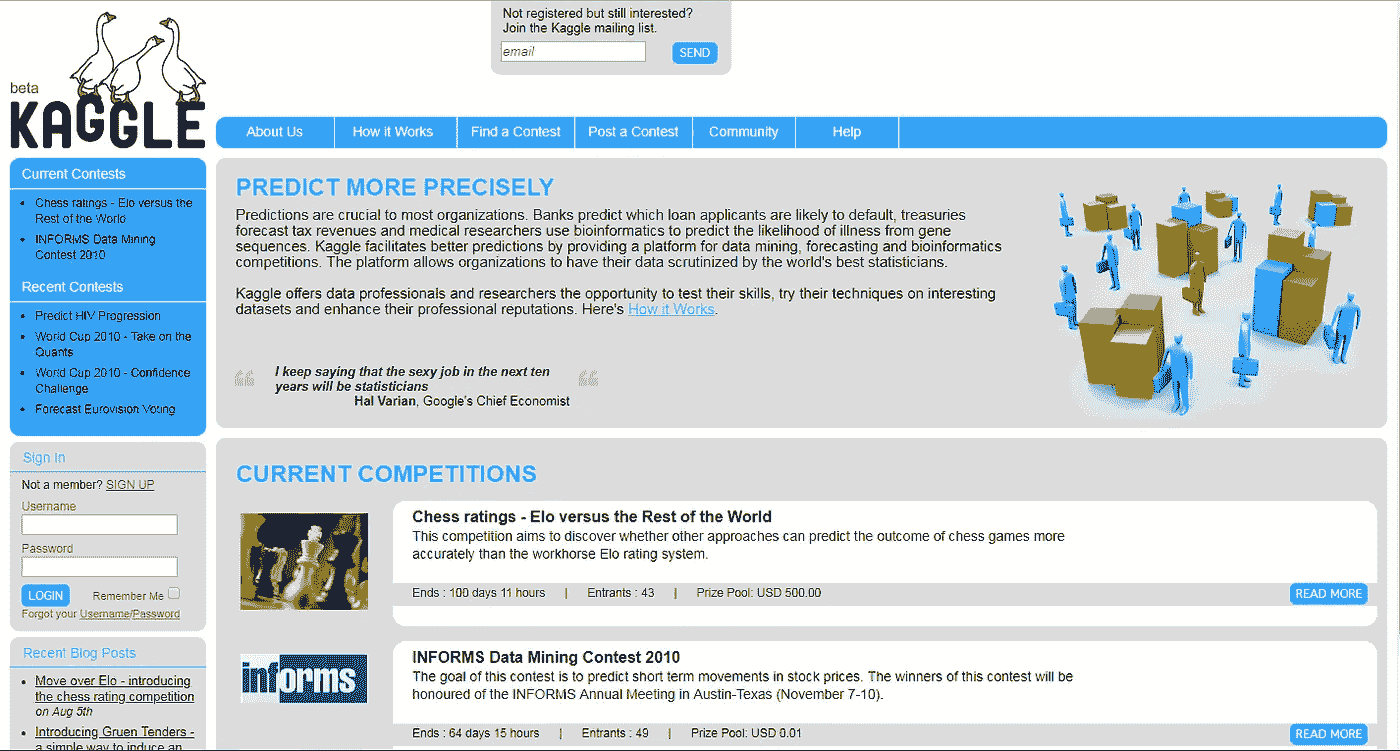 Not registered but still interested?
Join the Kaggle mailing list.
email
SEND
beta
KAGGLE
About Us
How it Works
Find a Contest
Post a Contest
Community
Help
Current Contests
Chess ratings - Elo versus the
Rest of the World
INFORMS Data Mining
Contest 2010
Recent Contests
Predict HIV Progression
World Cup 2010 - Take on the
Quants
World Cup 2010 - Confidence
Challenge
Forecast Eurovision Voting
Sign In
Not a member? SIGN UP
Username
Password
LOGIN
Remember Me
Forgot your Username/Password
Recent Blog Posts
Move over Elo - introducing
the chess rating competition
on Aug 5th
Introducing Gruen Tenders -
a simple way to induce an
PREDICT MORE PRECISELY
Predictions are crucial to most organizations. Banks predict which loan applicants are likely to default, treasuries
forecast tax revenues and medical researchers use bioinformatics to predict the likelihood of illness from gene
sequences. Kaggle facilitates better predictions by providing a platform for data mining, forecasting and bioinformatics
competitions. The platform allows organizations to have their data scrutinized by the world's best statisticians.
Kaggle offers data professionals and researchers the opportunity to test their skills, try their techniques on interesting
datasets and enhance their professional reputations. Here's How it Works.
I keep saying that the sexy job in the next ten
years will be statisticians
Hal Varian, Google's Chief Economist
CURRENT COMPETITIONS
Chess ratings - Elo versus the Rest of the World
This competition aims to discover whether other approaches can predict the outcome of chess games more
accurately than the workhorse Elo rating system.
Ends : 100 days 11 hours | Entrants : 43 | Prize Pool: USD 500.00
READ MORE
informs
INFORMS Data Mining Contest 2010
The goal of this contest is to predict short term movements in stock prices. The winners of this contest will be
honoured of the INFORMS Annual Meeting in Austin-Texas (November 7-10).
Ends : 64 days 15 hours | Entrants : 49 | Prize Pool: USD 0.01
READ MORE